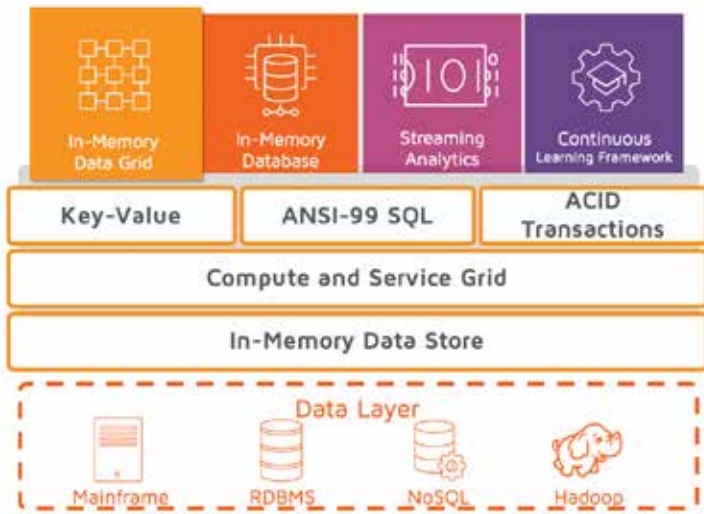 In-Memory
Data Grid
In-Memory
Database
Streaming
Analytics
Continuous
Learning Framework
Key-Value
ANSI-99 SQL
ACID
Transactions
Compute and Service Grid
In-Memory Data Store
Data Layer
Mainframe
RDBMS
NoSQL
Hadoop